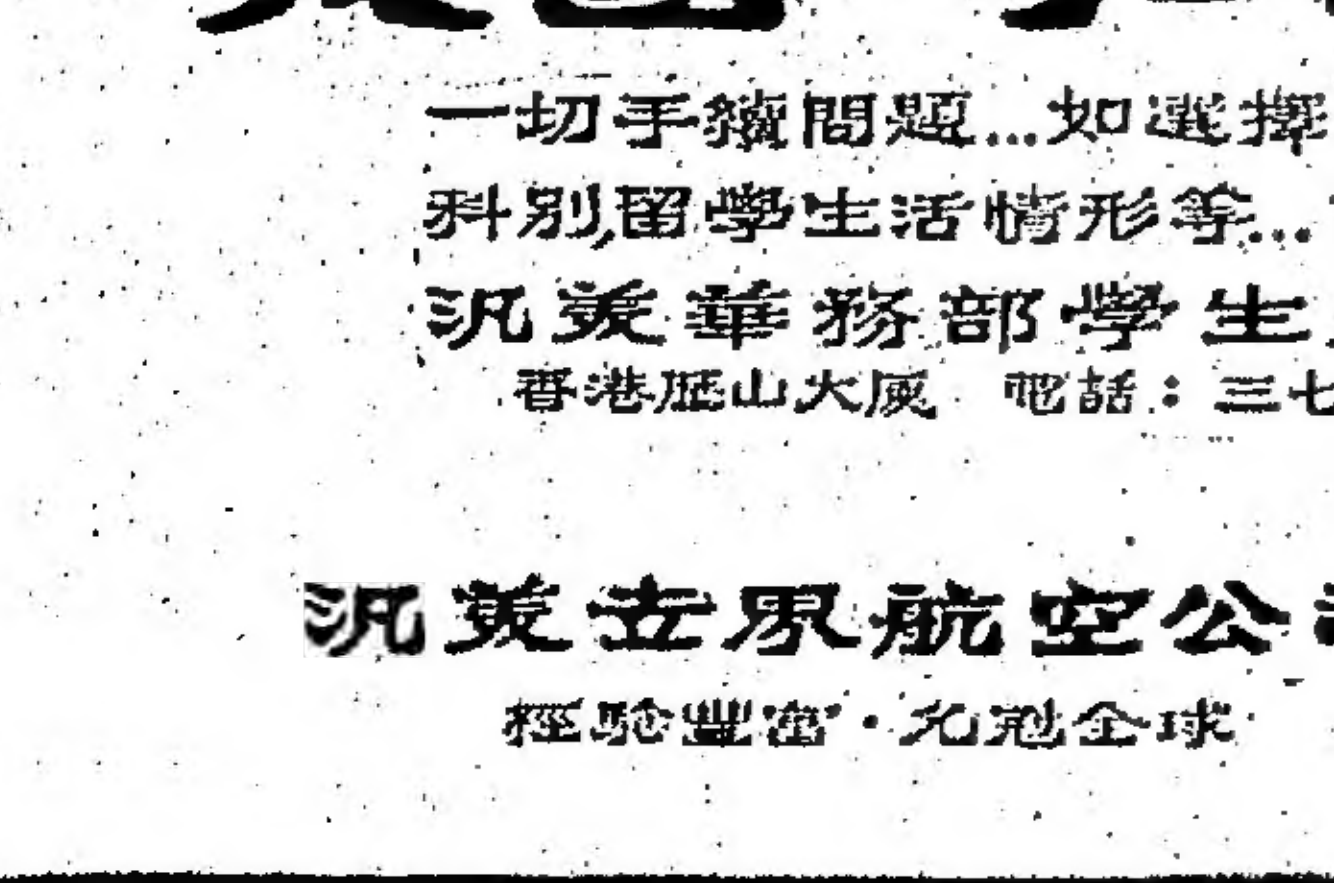 一切手續問題...如選擇
科別,留學生活情形等...
汎美華務部學生
香港歷山大厦 電話：三七
汎美世界航空公
經驗豐富・允冠全球